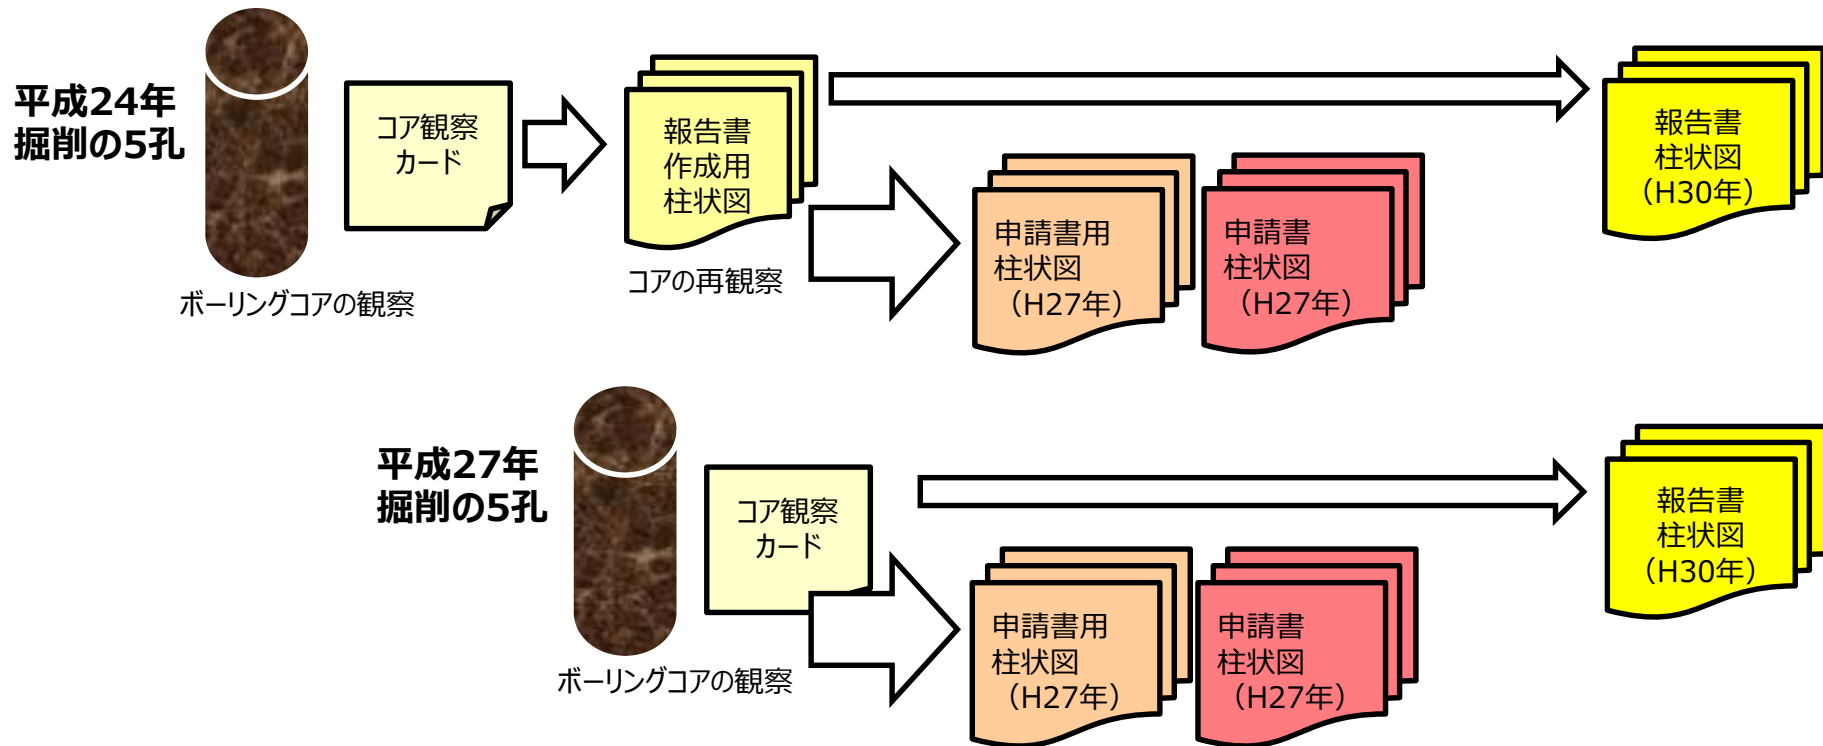 平成24年
掘削の5孔
コア観察
カード
ボーリングコアの観察
報告書
作成用
柱状図
コアの再観察
申請書用
柱状図
（H27年）
申請書
柱状図
（H27年）
報告書
柱状図
（H30年）
平成27年
掘削の5孔
コア観察
カード
ボーリングコアの観察
申請書用
柱状図
（H27年）
申請書
柱状図
（H27年）
報告書
柱状図
（H30年）